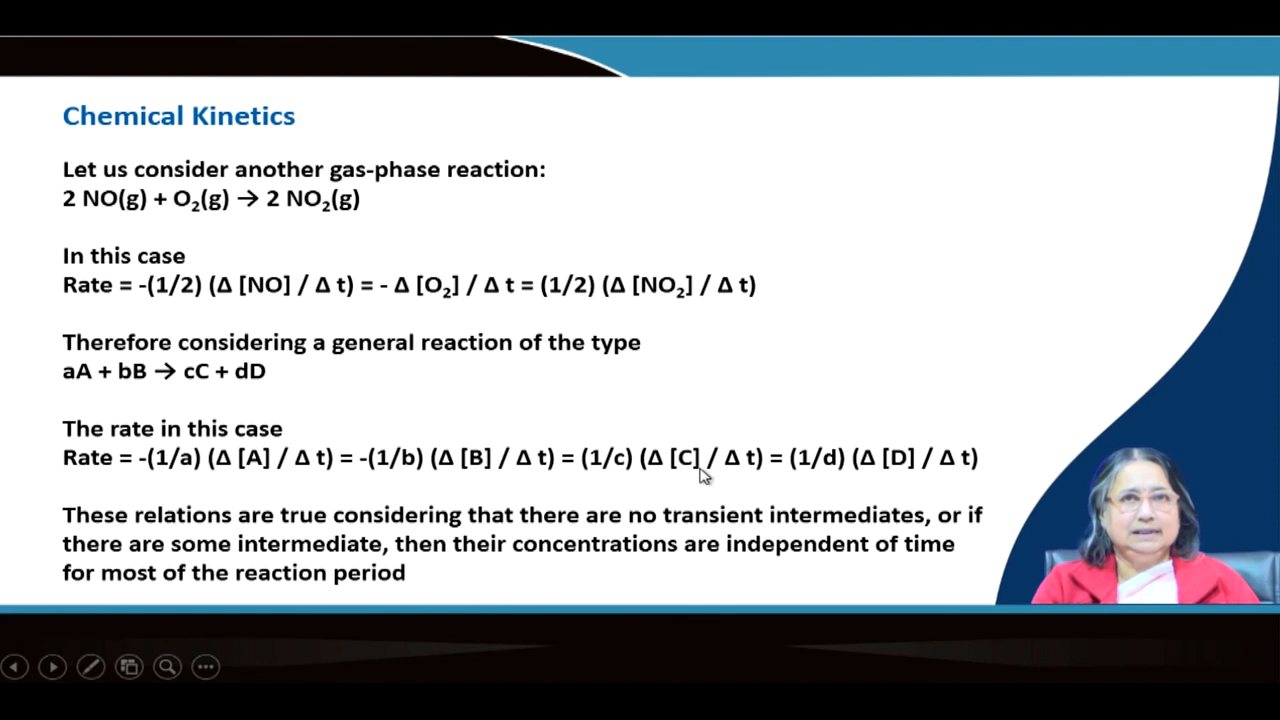 Chemical Kinetics
Let us consider another gas-phase reaction:
2 NO(g) + O₂(g) → 2 NO₂(g)
In this case
Rate = -(1/2) (Δ [NO] / Δ t) = - Δ [O₂] / Δ t = (1/2) (Δ [NO₂] / Δ t)
Therefore considering a general reaction of the type
aA + bB → cC + dD
The rate in this case
Rate = -(1/a) (Δ [A] / Δ t) = -(1/b) (Δ [B] / Δ t) = (1/c) (Δ [C] / Δ t) = (1/d) (Δ [D] / Δ t)
These relations are true considering that there are no transient intermediates, or if
there are some intermediate, then their concentrations are independent of time
for most of the reaction period